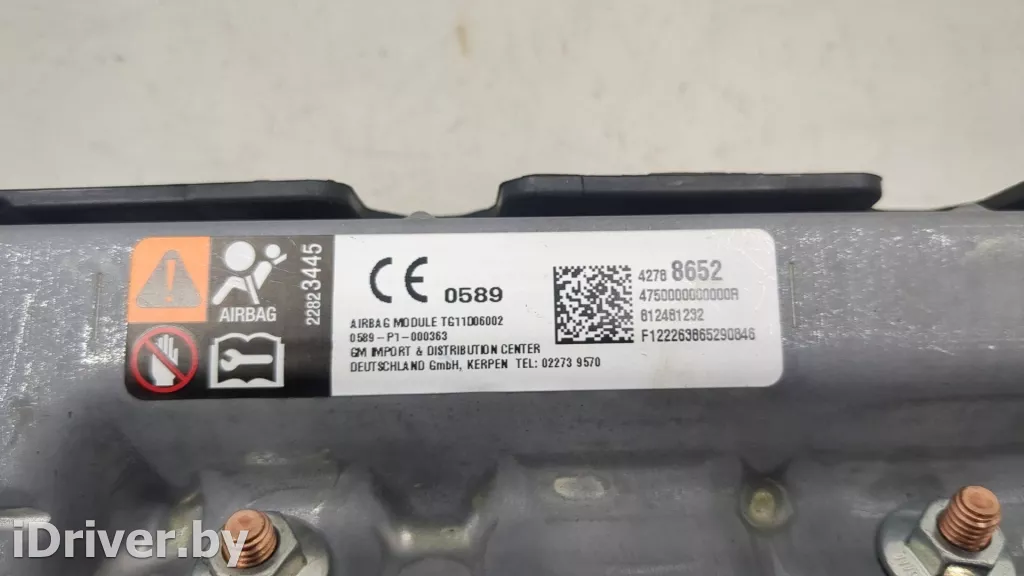 AIRBAG
22823445
CE 0589
AIRBAG MODULE TG11D06002
0589-P1-000363
GM IMPORT & DISTRIBUTION CENTER
DEUTSCHLAND GmbH, KERPEN TEL: 02273 9570
4278 8652
4750000000000R
612481232
F122263865290846
iDriver.by